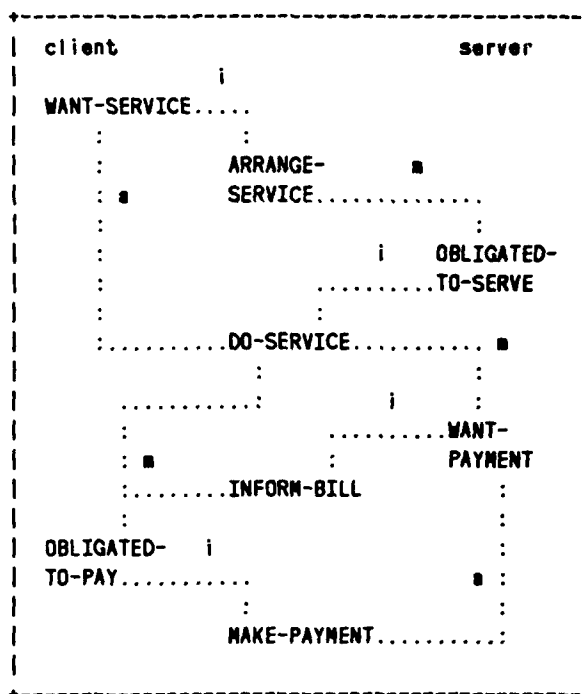 client server
i
WANT-SERVICE.....
: :
: ARRANGE- m
: a SERVICE..............
: :
: i OBLIGATED-
: ..........TO-SERVE
: :
:..........DO-SERVICE........... m
: :
...........: i :
: ..........WANT-
: m : PAYMENT
:........INFORM-BILL :
: :
OBLIGATED- i :
TO-PAY........... a :
: :
MAKE-PAYMENT..........: